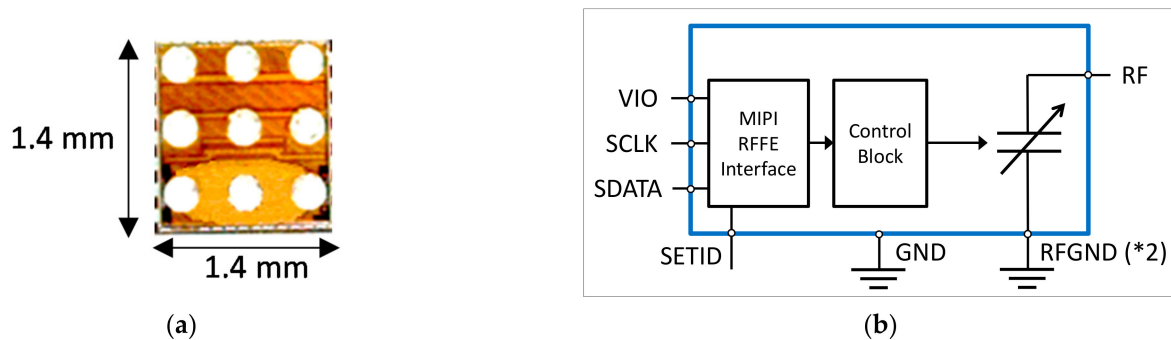 1.4 mm
1.4 mm
(a)
VIO
SCLK
SDATA
SETID
MIPI
RFFE
Interface
Control
Block
GND
RF
RFGND (*2)
(b)